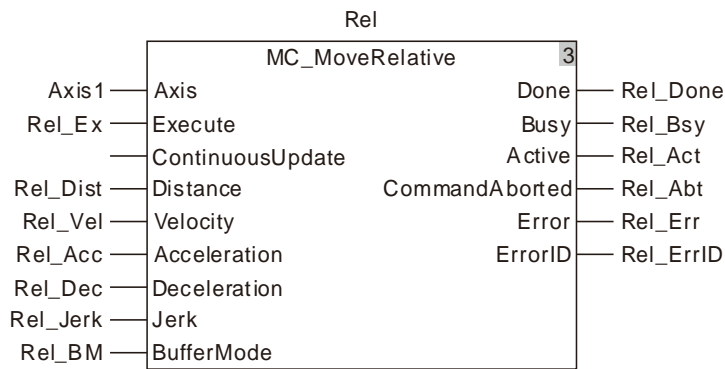 Rel
MC_MoveRelative 3
Axis1 Axis Done Rel_Done
Rel_Ex Execute Busy Rel_Bsy
ContinuousUpdate Active Rel_Act
Rel_Dist Distance CommandAborted Rel_Abt
Rel_Vel Velocity Error Rel_Err
Rel_Acc Acceleration ErrorID Rel_ErrID
Rel_Dec Deceleration
Rel_Jerk Jerk
Rel_BM BufferMode